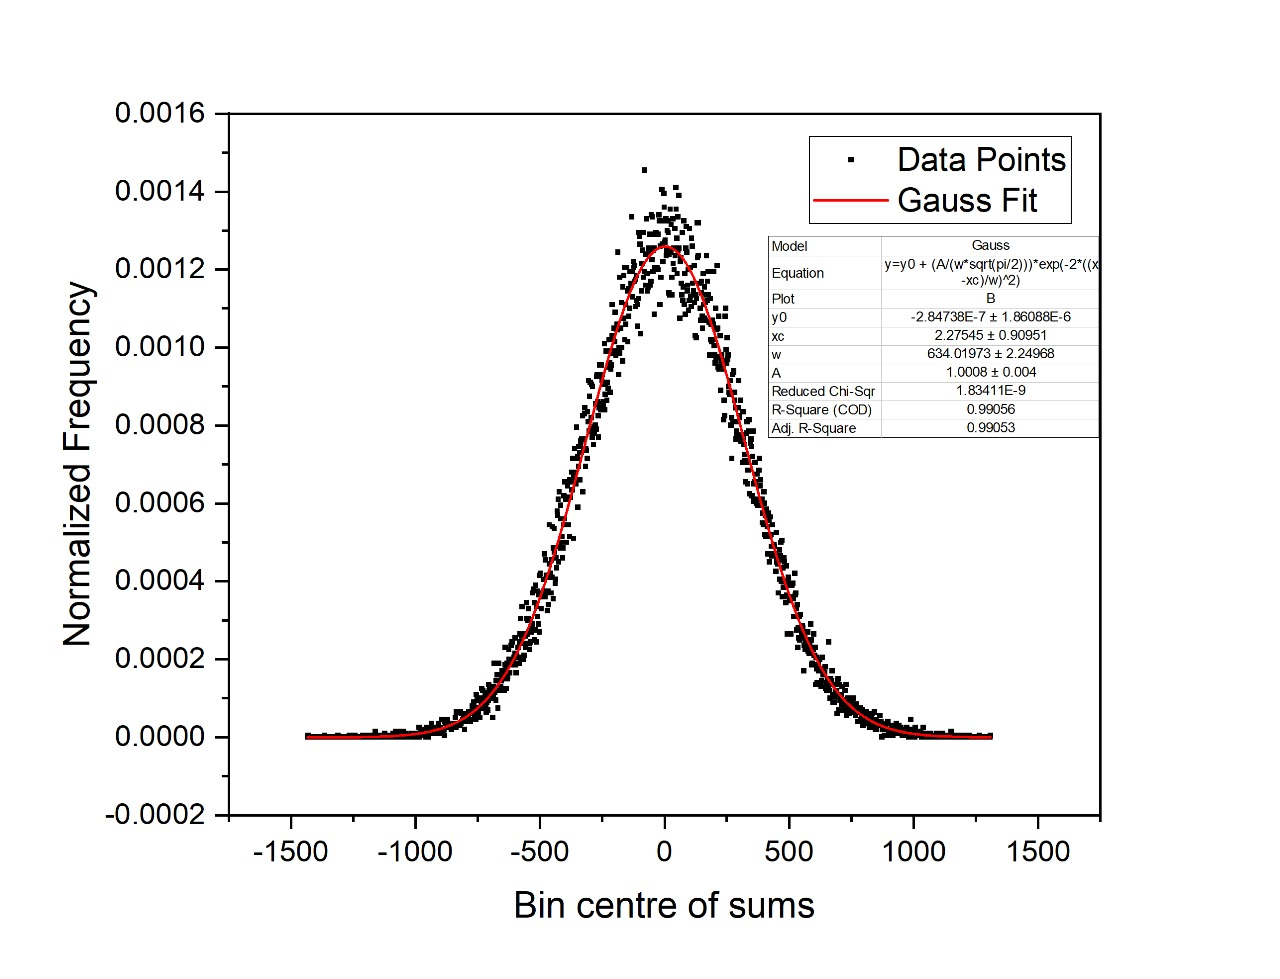 0.0016
0.0014
0.0012
0.0010
0.0008
0.0006
0.0004
0.0002
0.0000
-0.0002
Normalized Frequency
Data Points
Gauss Fit
Model Gauss
Equation y=y0 + (A/(w*sqrt(pi/2)))*exp(-2*((x
-xc)/w)^2)
Plot B
y0 -2.84738E-7 ± 1.86088E-6
xc 2.27545 ± 0.90951
w 634.01973 ± 2.24968
A 1.0008 ± 0.004
Reduced Chi-Sqr 1.83411E-9
R-Square (COD) 0.99056
Adj. R-Square 0.99053
-1500 -1000 -500 0 500 1000 1500
Bin centre of sums